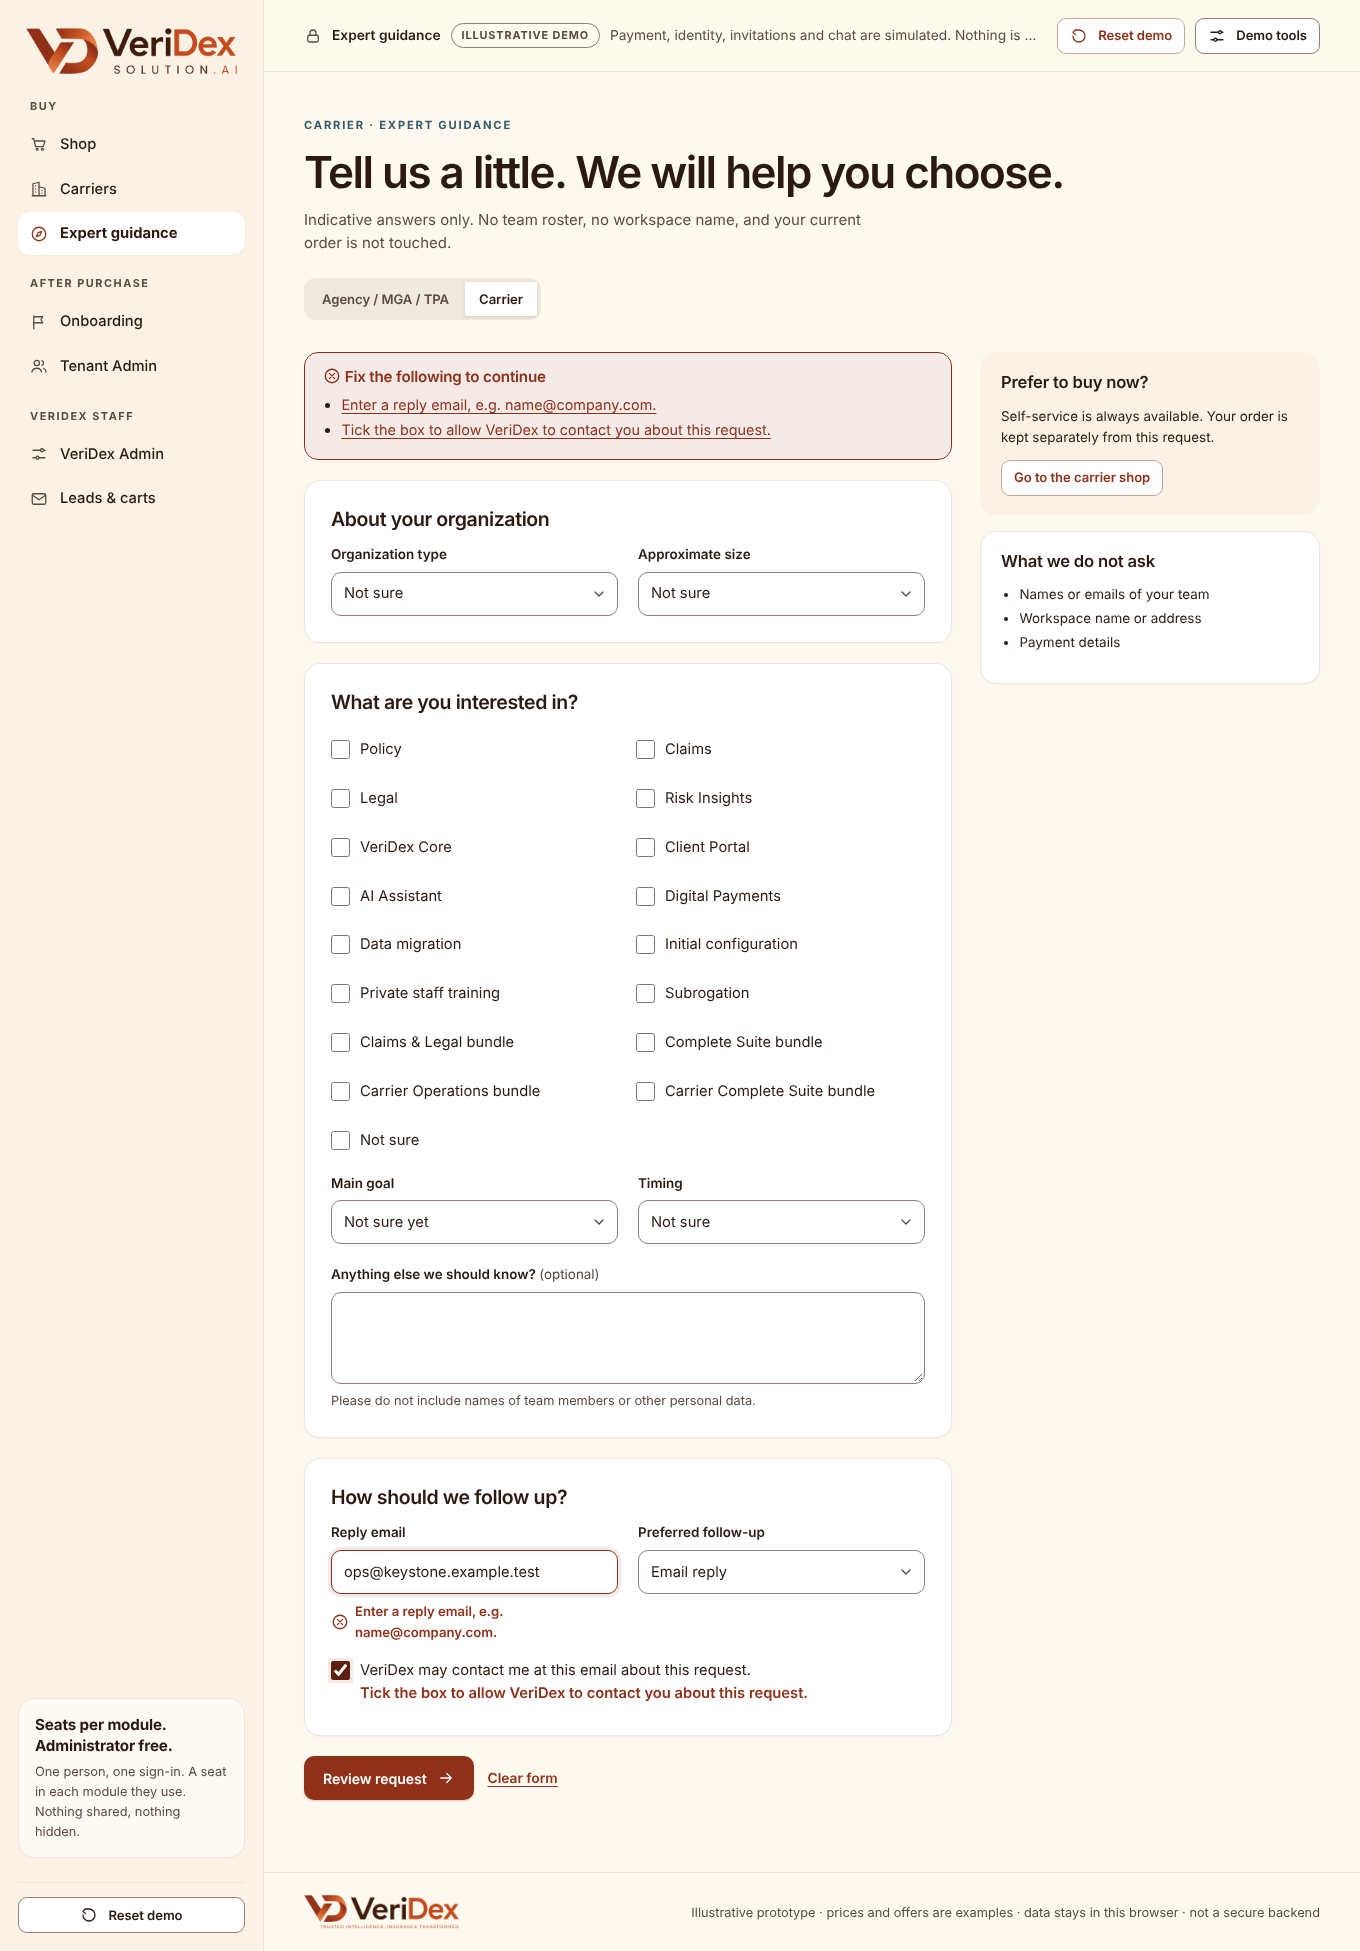 VeriDex
SOLUTION.AI
BUY
Shop
Carriers
Expert guidance
AFTER PURCHASE
Onboarding
Tenant Admin
VERIDEX STAFF
VeriDex Admin
Leads & carts
Seats per module.
Administrator free.
One person, one sign-in. A seat
in each module they use.
Nothing shared, nothing
hidden.
Reset demo
Expert guidance ILLUSTRATIVE DEMO Payment, identity, invitations and chat are simulated. Nothing is ... Reset demo Demo tools
CARRIER · EXPERT GUIDANCE
Tell us a little. We will help you choose.
Indicative answers only. No team roster, no workspace name, and your current
order is not touched.
Agency / MGA / TPA Carrier
Fix the following to continue
• Enter a reply email, e.g. name@company.com.
• Tick the box to allow VeriDex to contact you about this request.
About your organization
Organization type Approximate size
Not sure Not sure
What are you interested in?
Policy Claims
Legal Risk Insights
VeriDex Core Client Portal
AI Assistant Digital Payments
Data migration Initial configuration
Private staff training Subrogation
Claims & Legal bundle Complete Suite bundle
Carrier Operations bundle Carrier Complete Suite bundle
Not sure
Main goal Timing
Not sure yet Not sure
Anything else we should know? (optional)
Please do not include names of team members or other personal data.
How should we follow up?
Reply email Preferred follow-up
ops@keystone.example.test Email reply
Enter a reply email, e.g.
name@company.com.
VeriDex may contact me at this email about this request.
Tick the box to allow VeriDex to contact you about this request.
Review request Clear form
Prefer to buy now?
Self-service is always available. Your order is
kept separately from this request.
Go to the carrier shop
What we do not ask
• Names or emails of your team
• Workspace name or address
• Payment details
VeriDex
TRUSTED INTELLIGENCE, INSURANCE TRANSFORMED
Illustrative prototype · prices and offers are examples · data stays in this browser · not a secure backend